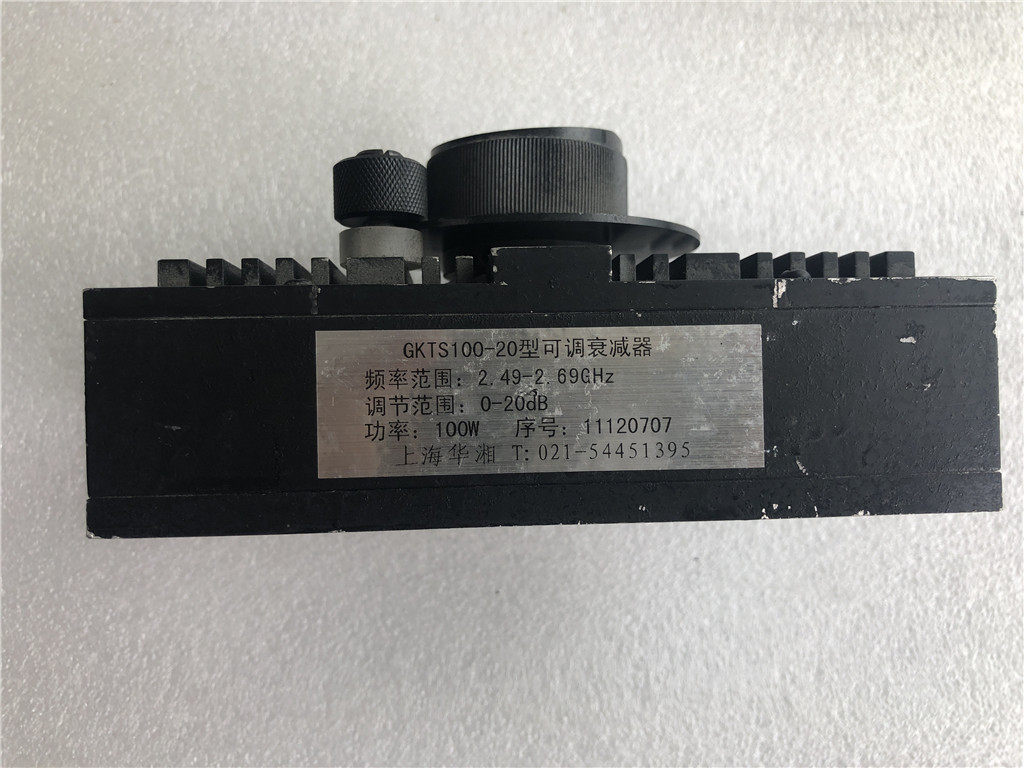 GKTS100-20型可调衰减器
频率范围：2.49-2.69GHz
调节范围：0-20dB
功率：100W 序号：11120707
上海华湘 T:021-54451395